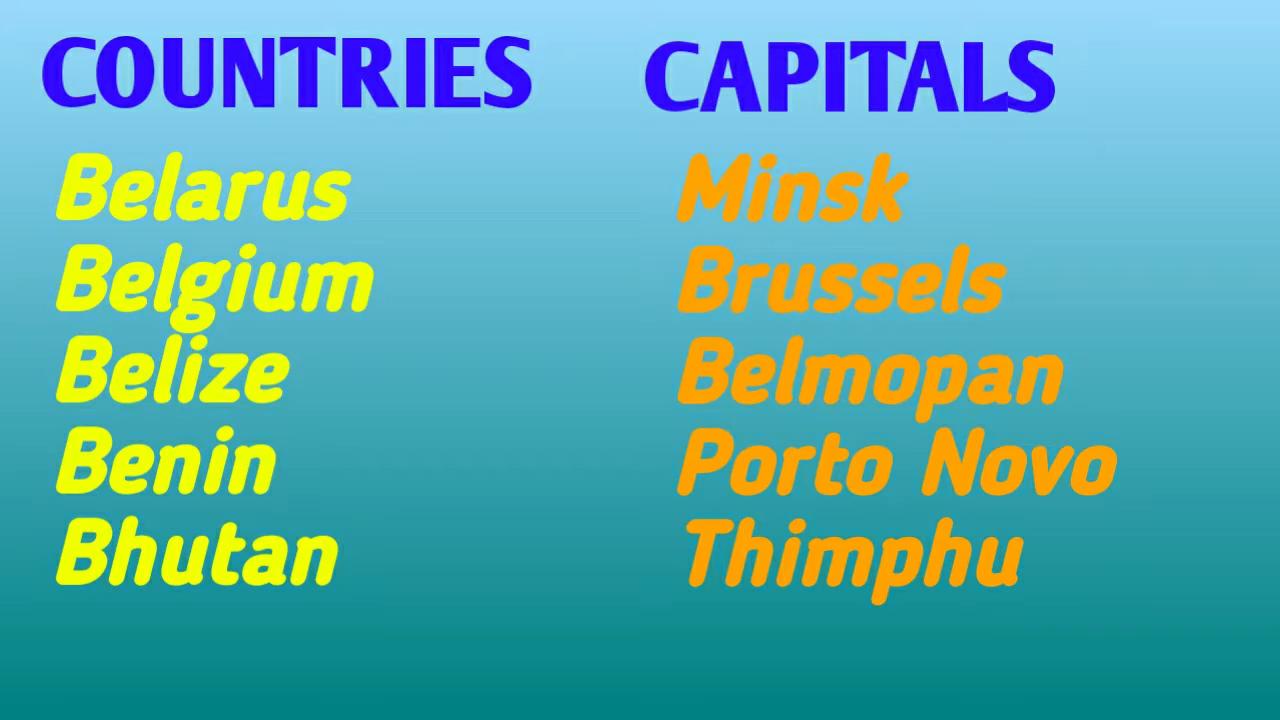 COUNTRIES CAPITALS
Belarus Minsk
Belgium Brussels
Belize Belmopan
Benin Porto Novo
Bhutan Thimphu